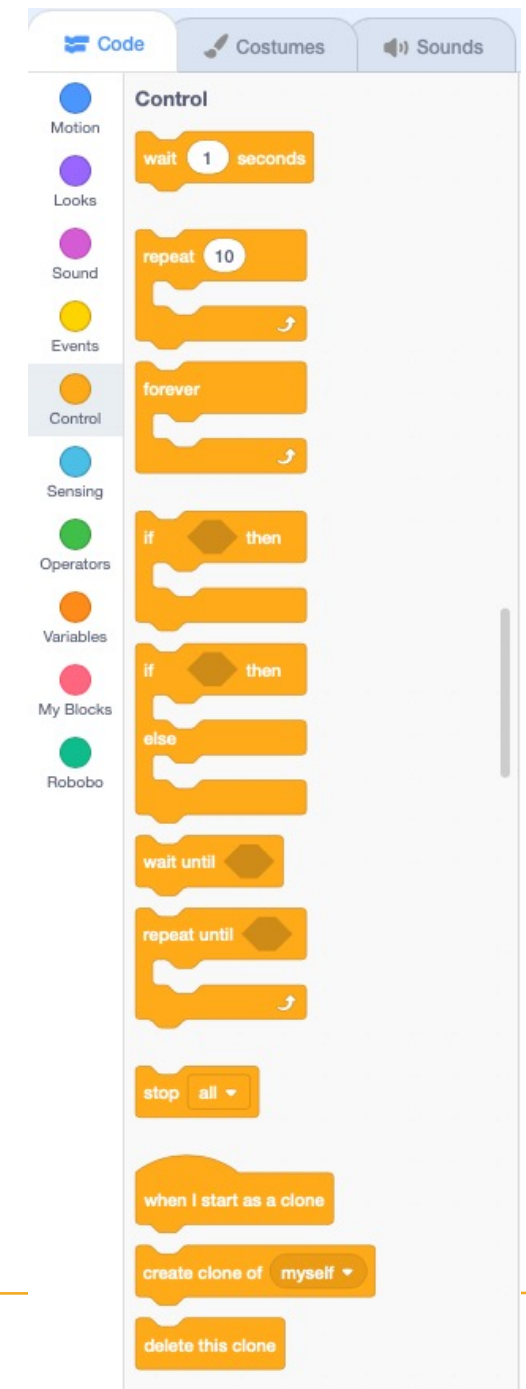 Code Costumes Sounds
Motion
Looks
Sound
Events
Control
Sensing
Operators
Variables
My Blocks
Robobo
Control
wait 1 seconds
repeat 10
forever
if then
if then
else
wait until
repeat until
stop all
when I start as a clone
create clone of myself
delete this clone